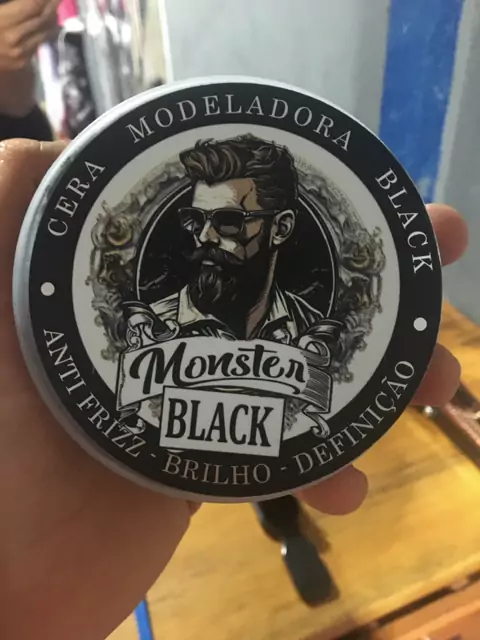 CERA MODELADORA BLACK
Monster
BLACK
ANTI FRIZZ - BRILHO - DEFINIÇÃO